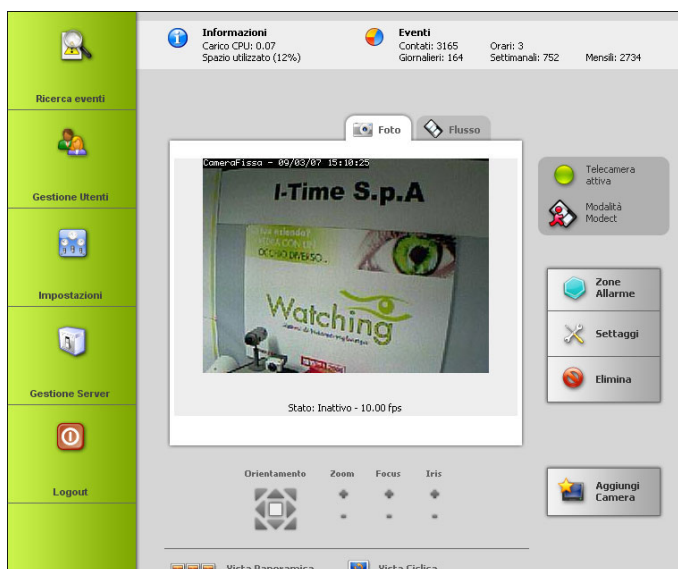 Informazioni
Carico CPU: 0.07
Spazio utilizzato (12%)
Eventi
Contati: 3165 Orari: 3
Giornalieri: 164 Settimanali: 752 Mensili: 2734
Ricerca eventi
Gestione Utenti
Impostazioni
Gestione Server
Logout
Foto
Flusso
CameraFissa - 09/03/07 15:10:25
I-Time S.p.A
OCCHIO DIVERSO..
Watching
Stato: Inattivo - 10.00 fps
Telecamera
attiva
Modalità
Modect
Zone
Allarme
Settaggi
Elimina
Orientamento Zoom Focus Iris
Aggiungi
Camera
Vista Panoramica
Vista Ciclica